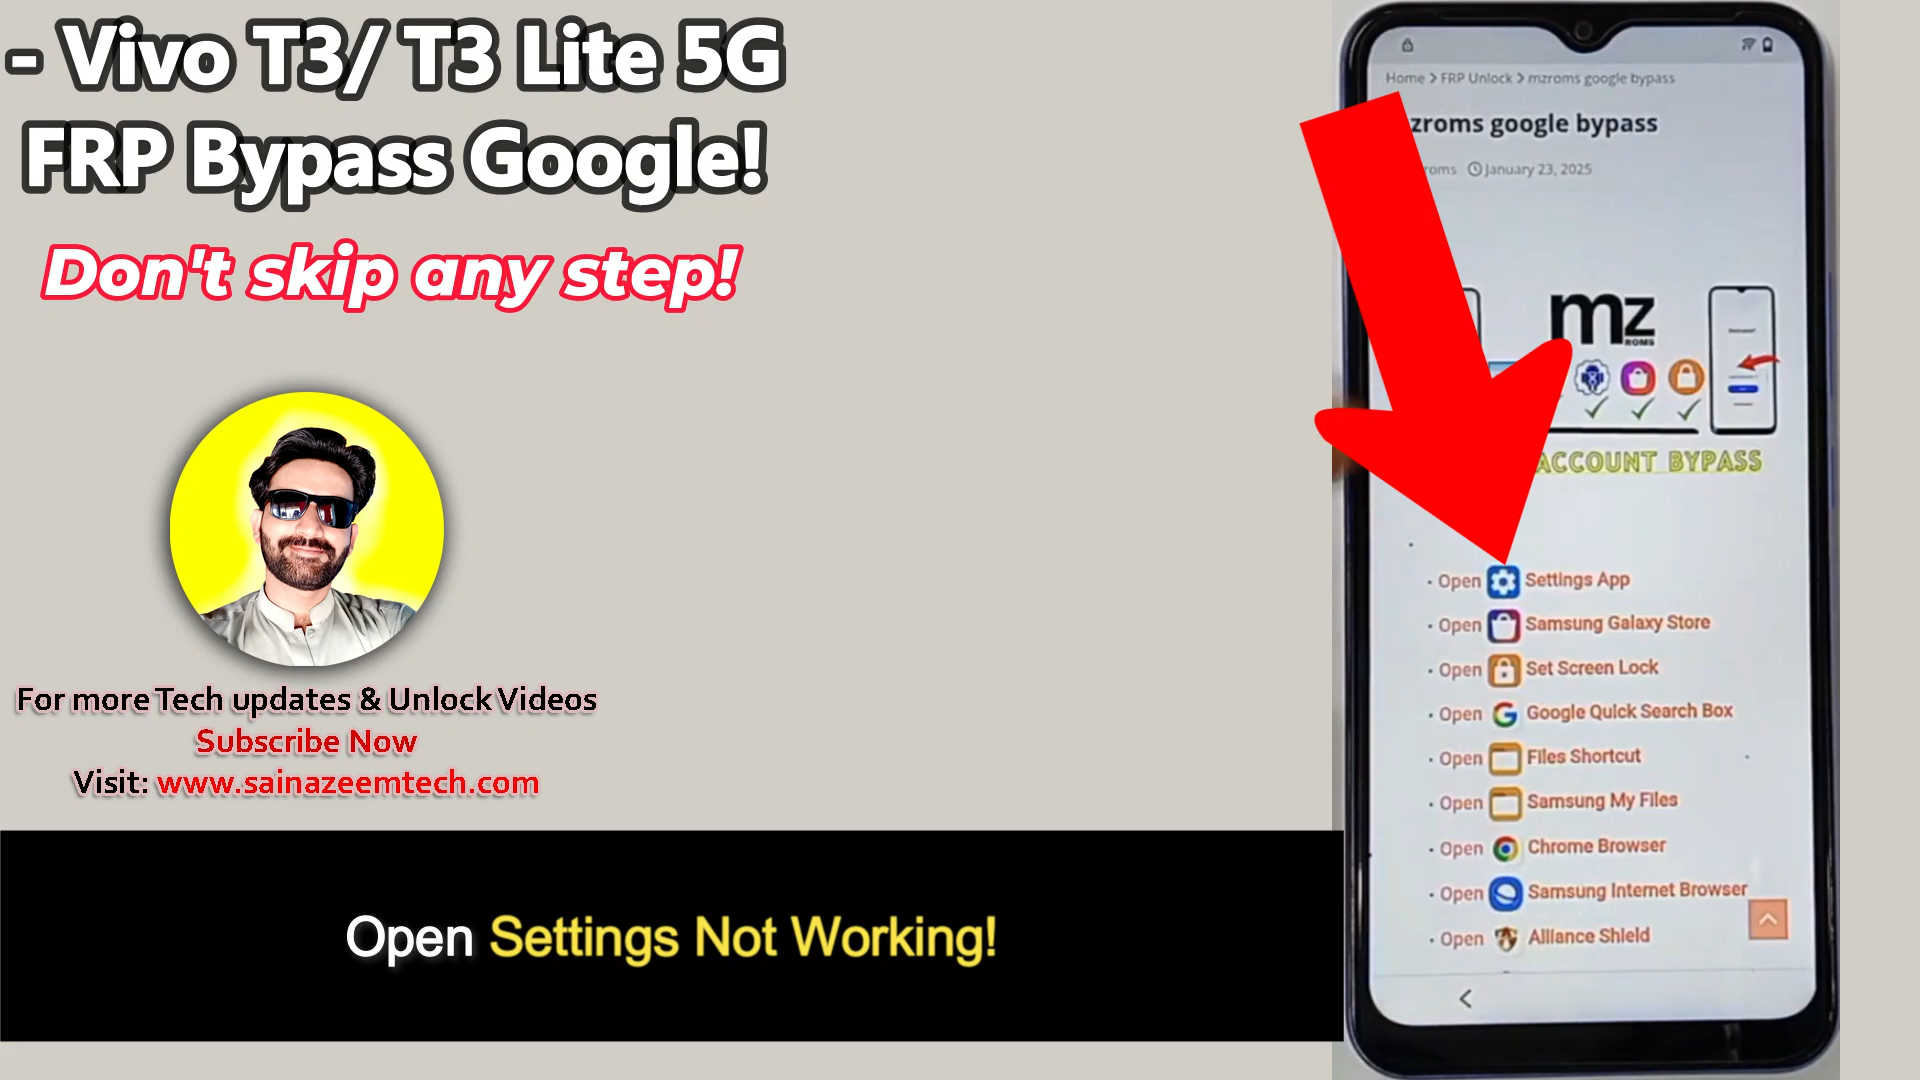 - Vivo T3/ T3 Lite 5G
FRP Bypass Google!
Don't skip any step!
For more Tech updates & Unlock Videos
Subscribe Now
Visit: www.sainazeemtech.com
Open Settings Not Working!
Home > FRP Unlock > mzroms google bypass
zroms google bypass
roms January 23, 2025
mz
ROMS
ACCOUNT BYPASS
· Open Settings App
· Open Samsung Galaxy Store
· Open Set Screen Lock
· Open Google Quick Search Box
· Open Files Shortcut
· Open Samsung My Files
· Open Chrome Browser
· Open Samsung Internet Browser
· Open Alliance Shield